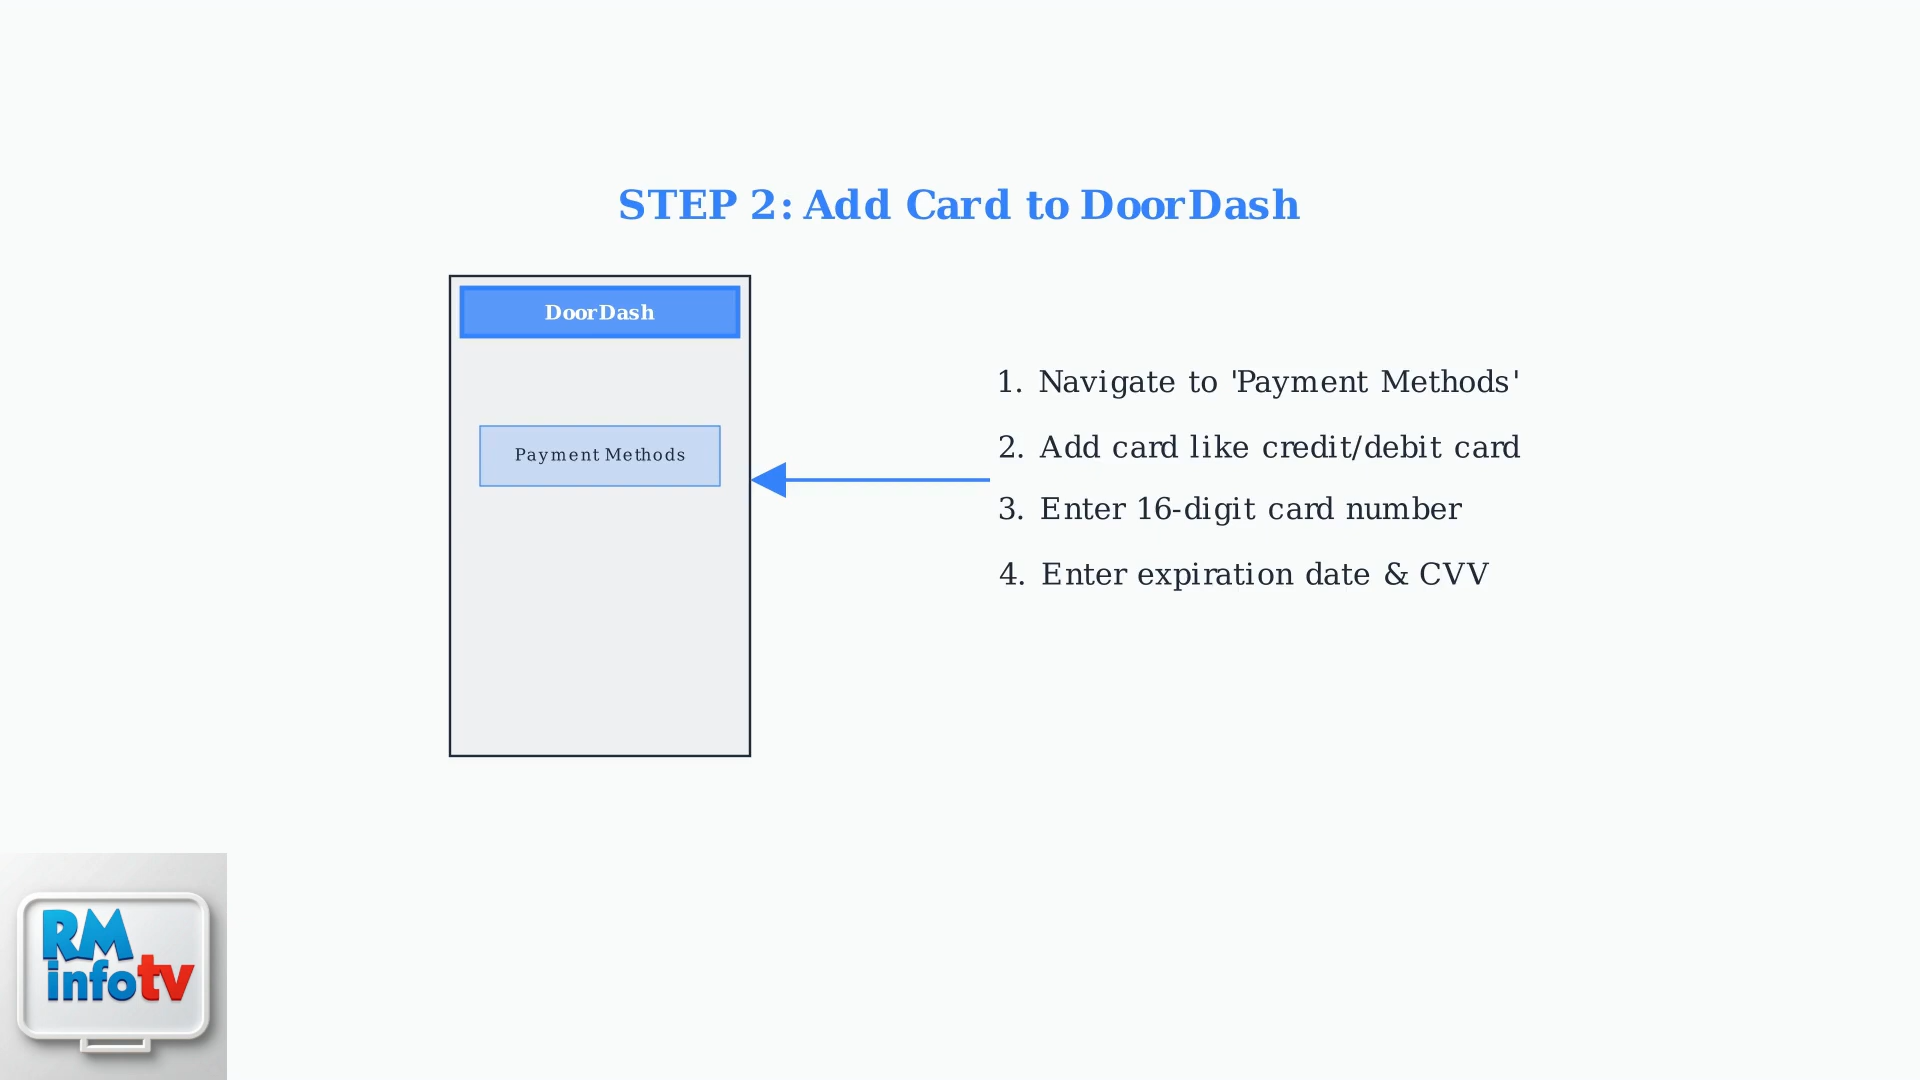 STEP 2: Add Card to DoorDash
DoorDash
Payment Methods
1. Navigate to 'Payment Methods'
2. Add card like credit/debit card
3. Enter 16-digit card number
4. Enter expiration date & CVV
RM
infotv